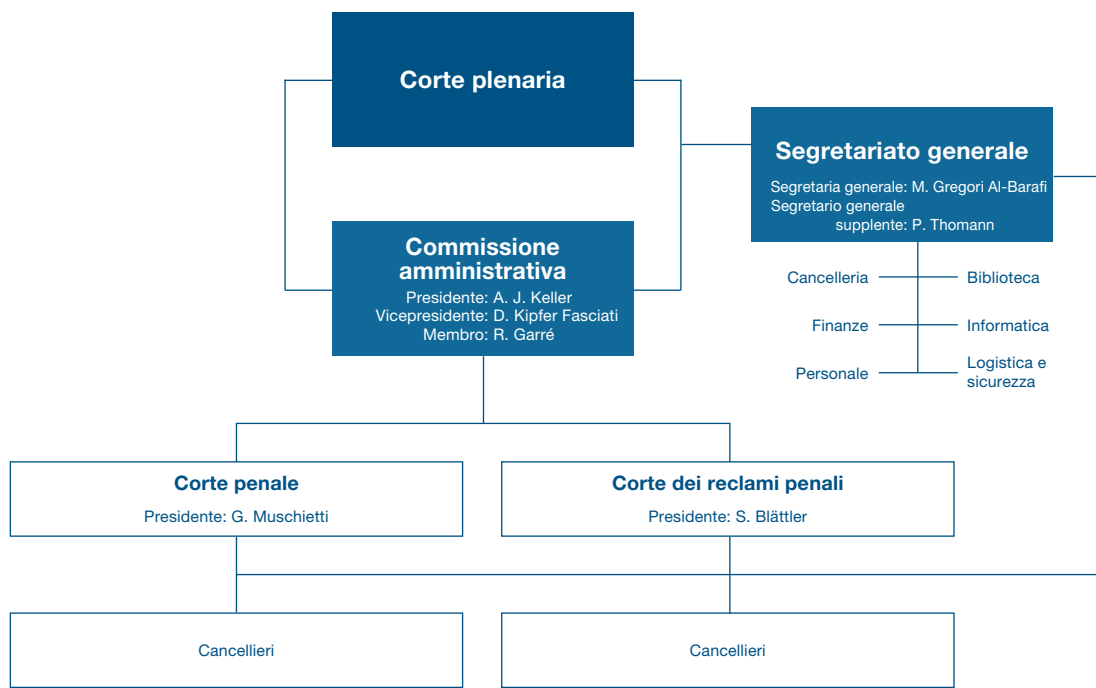 Corte plenaria
Segretariato generale
Segretaria generale: M. Gregori Al-Barafi
Segretario generale
supplente: P. Thomann
Commissione
amministrativa
Presidente: A. J. Keller
Vicepresidente: D. Kipfer Fasciati
Membro: R. Garré
Cancelleria
Biblioteca
Finanze
Informatica
Personale
Logistica e
sicurezza
Corte penale
Presidente: G. Muschietti
Corte dei reclami penali
Presidente: S. Blättler
Cancellieri
Cancellieri